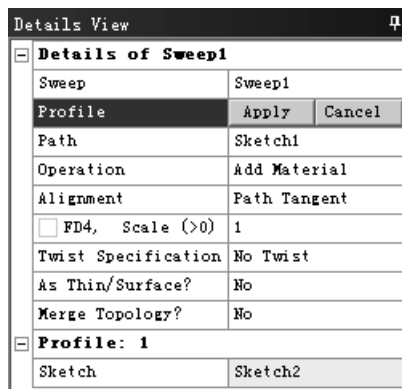 Details View
Details of Sweep1
Sweep Sweep1
Profile Apply Cancel
Path Sketch1
Operation Add Material
Alignment Path Tangent
FD4, Scale (>0) 1
Twist Specification No Twist
As Thin/Surface? No
Merge Topology? No
Profile: 1
Sketch Sketch2